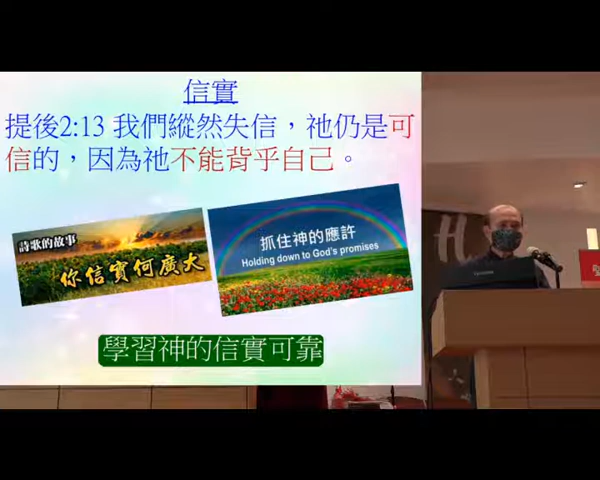 信實
提後2:13 我們縱然失信，祂仍是可
信的，因為祂不能背乎自己。
詩歌的故事
你信實何廣大
抓住神的應許
Holding down to God's promises
學習神的信實可靠